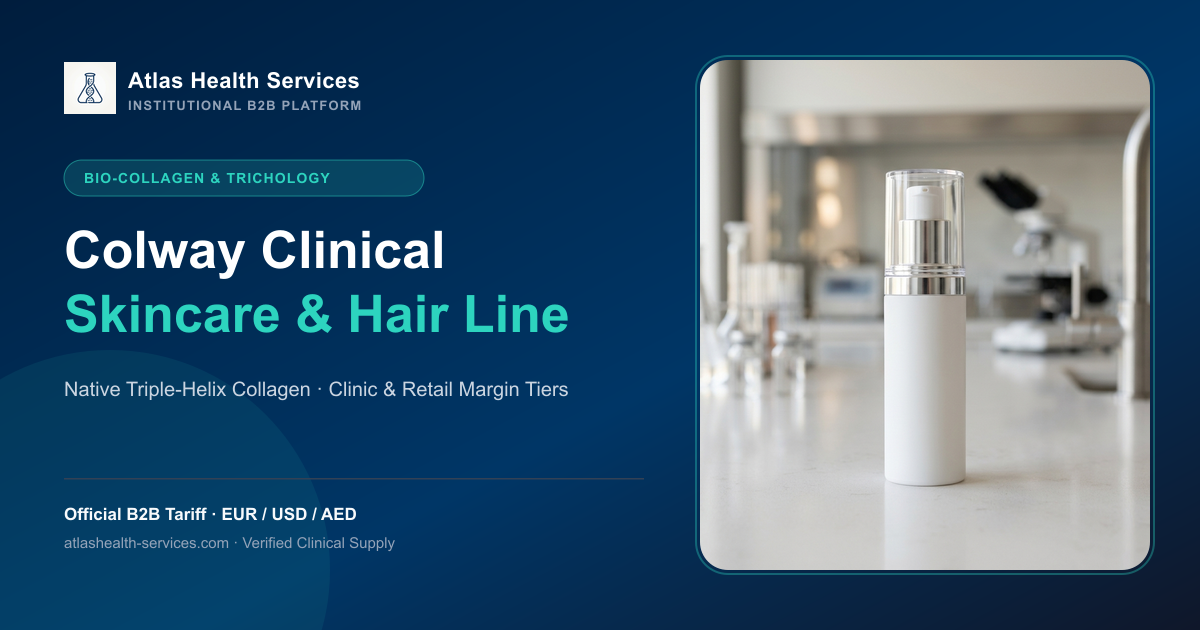 Atlas Health Services
INSTITUTIONAL B2B PLATFORM
BIO-COLLAGEN & TRICHOLOGY
Colway Clinical
Skincare & Hair Line
Native Triple-Helix Collagen · Clinic & Retail Margin Tiers
Official B2B Tariff · EUR / USD / AED
atlashealth-services.com · Verified Clinical Supply